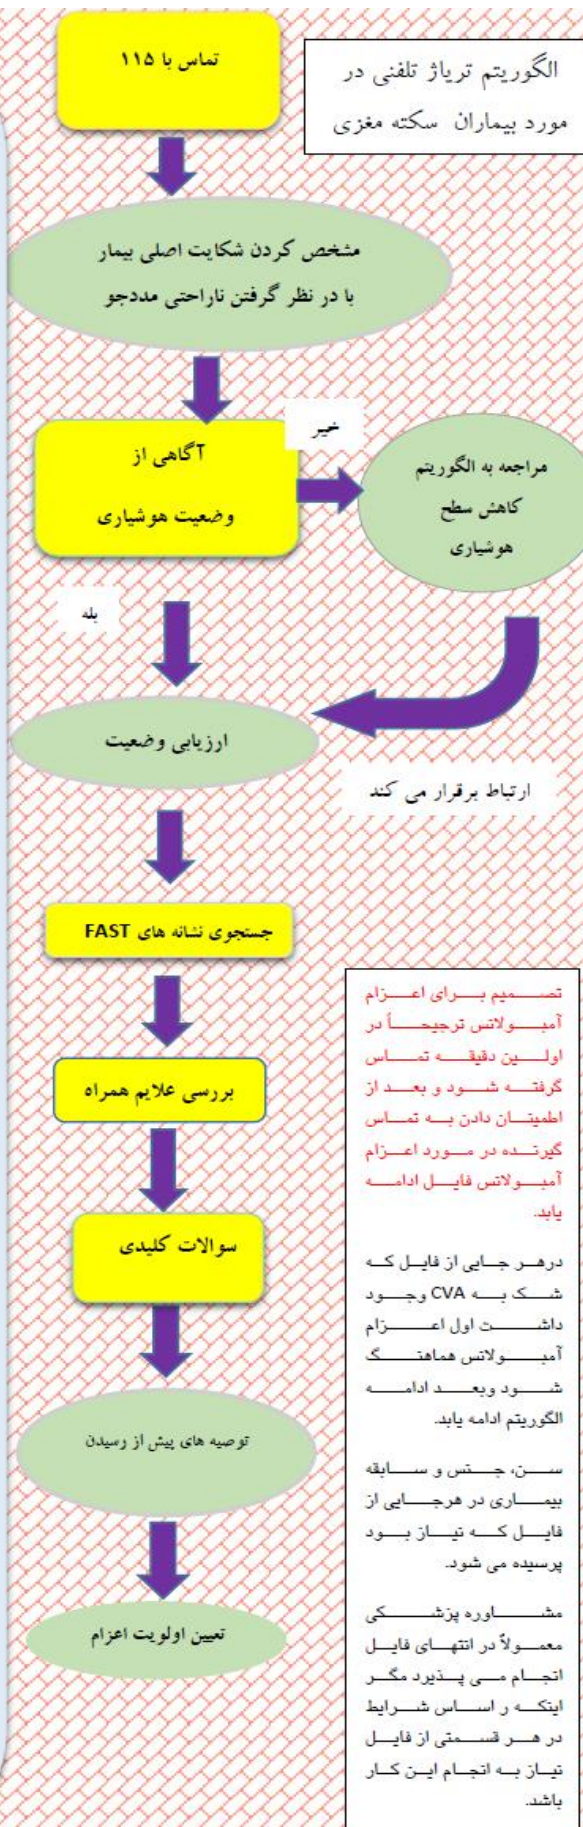 الگوریتم تریاژ تلفنی در
مورد بیماران سکته مغزی
تماس با ۱۱۵
مشخص کردن شکایت اصلی بیمار
با در نظر گرفتن ناراحتی مددجو
آگاهی از
وضعیت هوشیاری
خیر
مراجعه به الگوریتم
کاهش سطح
هوشیاری
بله
ارزیابی وضعیت
ارتباط برقرار می کند
جستجوی نشانه های FAST
بررسی علایم همراه
سوالات کلیدی
توصیه های پیش از رسیدن
تعیین اولویت اعزام
تصمیم برای اعزام
آمبولانس ترجیحاً در
اولین دقیقه تماس
گرفته شود و بعد از
اطمینان دادن به تماس
گیرنده در مورد اعزام
آمبولانس فایل ادامه
یابد.
درهر جایی از فایل که
شک به CVA وجود
داشت اول اعزام
آمبولانس هماهنگ
شود وبعد ادامه
الگوریتم ادامه یابد.
سن، جنس و سابقه
بیماری در هرجایی از
فایل که نیاز بود
پرسیده می شود.
مشاوره پزشکی
معمولاً در انتهای فایل
انجام می پذیرد مگر
اینکه ر اساس شرایط
در هر قسمتی از فایل
نیاز به انجام این کار
باشد.